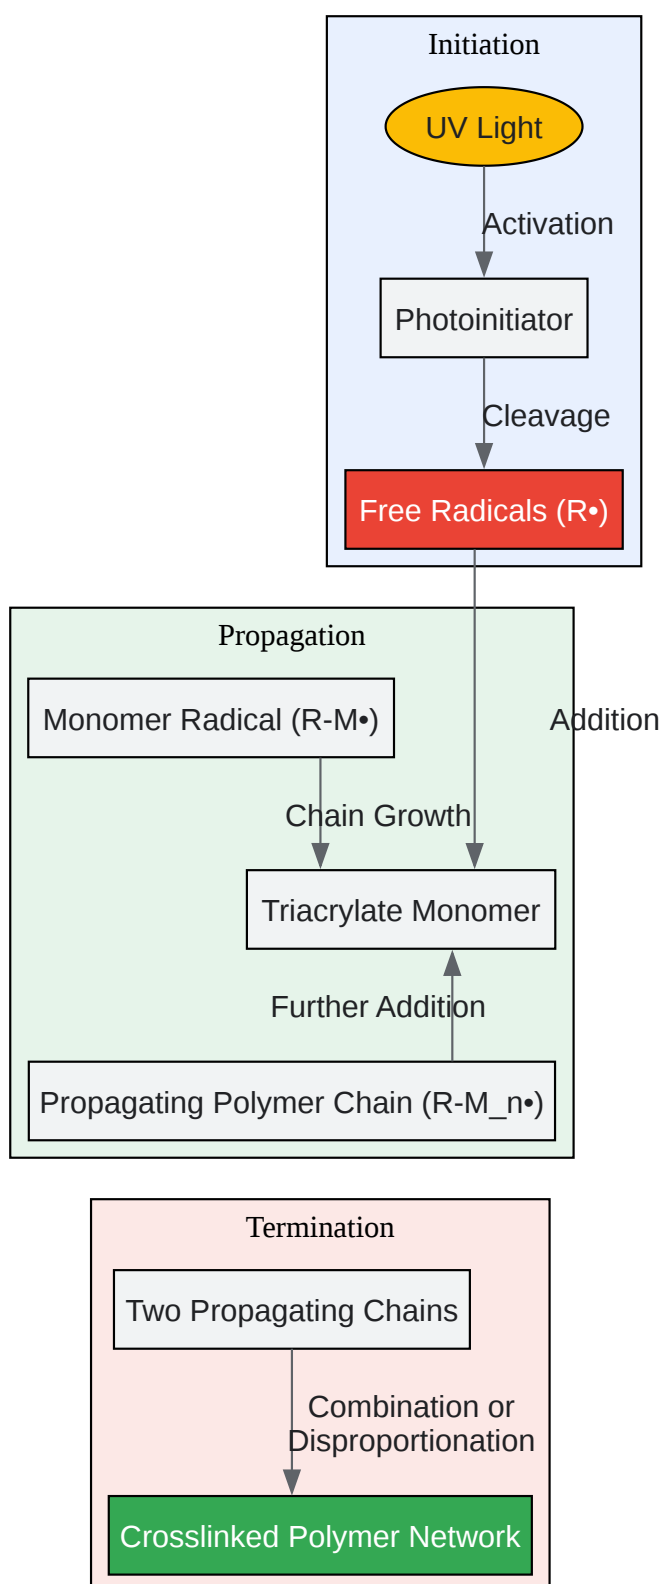 Initiation
UV Light
Activation
Photoinitiator
Cleavage
Free Radicals (R•)
Propagation
Monomer Radical (R-M•)
Addition
Chain Growth
Triacrylate Monomer
Further Addition
Propagating Polymer Chain (R-M_n•)
Termination
Two Propagating Chains
Combination or
Disproportionation
Crosslinked Polymer Network